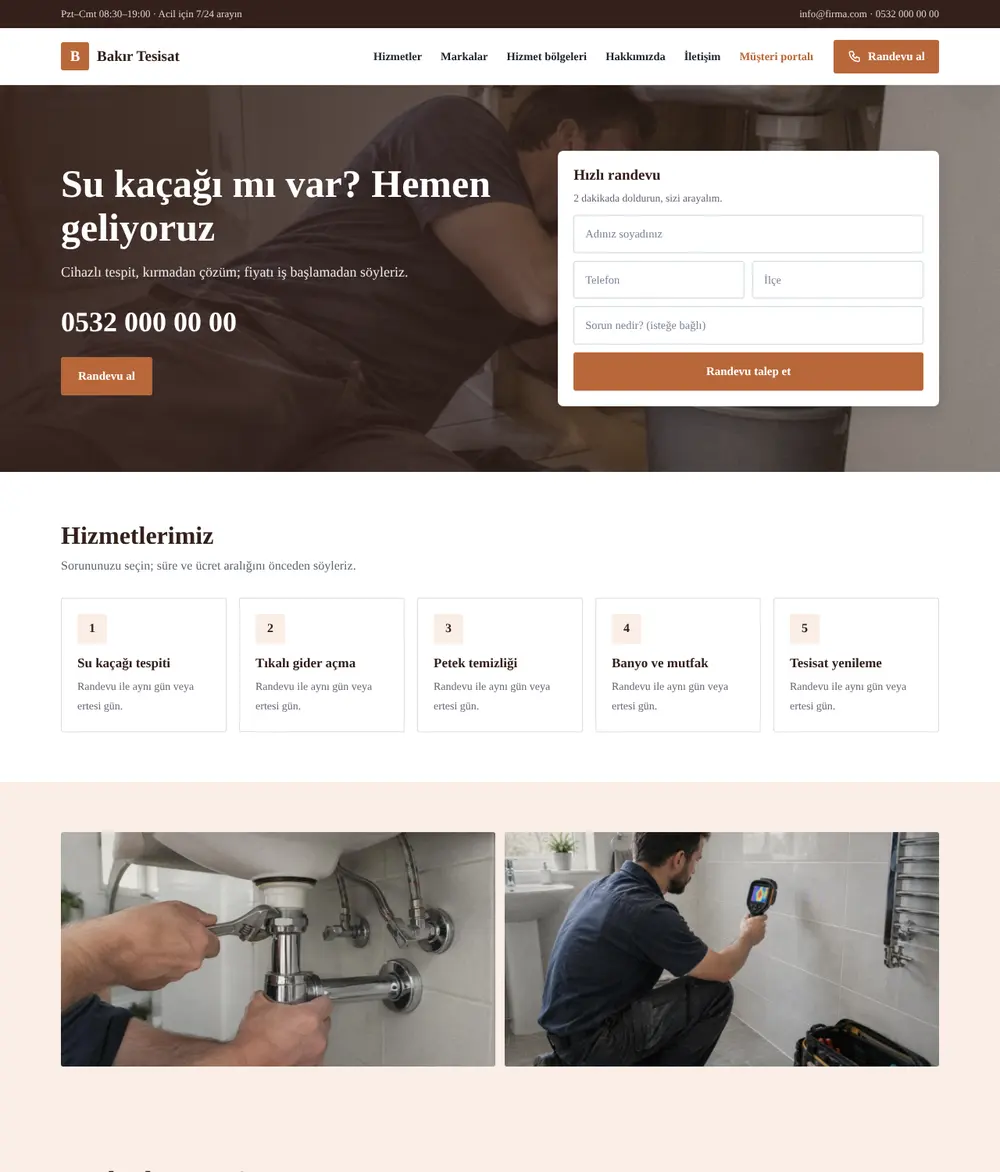 Pzt–Cmt 08:30–19:00 · Acil için 7/24 arayın
info@firma.com · 0532 000 00 00
B
Bakır Tesisat
Hizmetler
Markalar
Hizmet bölgeleri
Hakkımızda
İletişim
Müşteri portalı
Randevu al
Su kaçağı mı var? Hemen
geliyoruz
Cihazlı tespit, kırmadan çözüm; fiyatı iş başlamadan söyleriz.
0532 000 00 00
Randevu al
Hızlı randevu
2 dakikada doldurun, sizi arayalım.
Adınız soyadınız
Telefon
İlçe
Sorun nedir? (isteğe bağlı)
Randevu talep et
Hizmetlerimiz
Sorununuzu seçin; süre ve ücret aralığını önceden söyleriz.
1
Su kaçağı tespiti
Randevu ile aynı gün veya
ertesi gün.
2
Tıkalı gider açma
Randevu ile aynı gün veya
ertesi gün.
3
Petek temizliği
Randevu ile aynı gün veya
ertesi gün.
4
Banyo ve mutfak
Randevu ile aynı gün veya
ertesi gün.
5
Tesisat yenileme
Randevu ile aynı gün veya
ertesi gün.